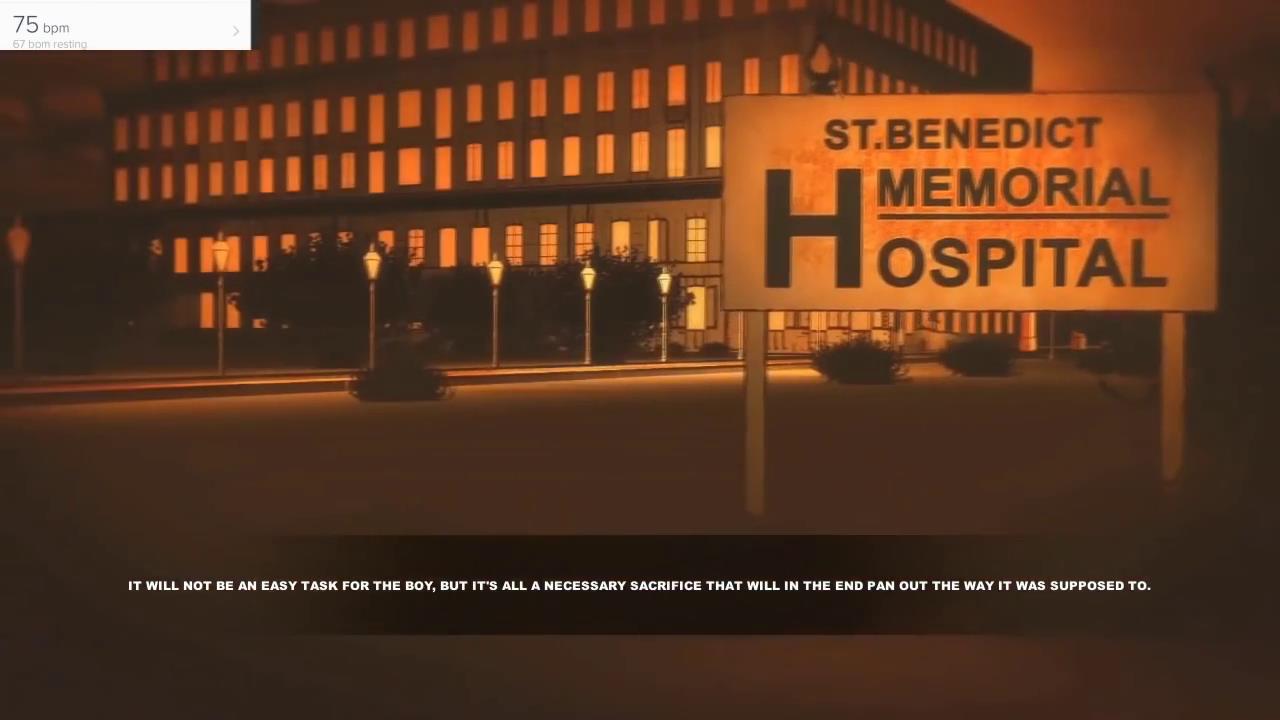 75 bpm
67 bpm resting
ST.BENEDICT
MEMORIAL
HOSPITAL
IT WILL NOT BE AN EASY TASK FOR THE BOY, BUT IT'S ALL A NECESSARY SACRIFICE THAT WILL IN THE END PAN OUT THE WAY IT WAS SUPPOSED TO.